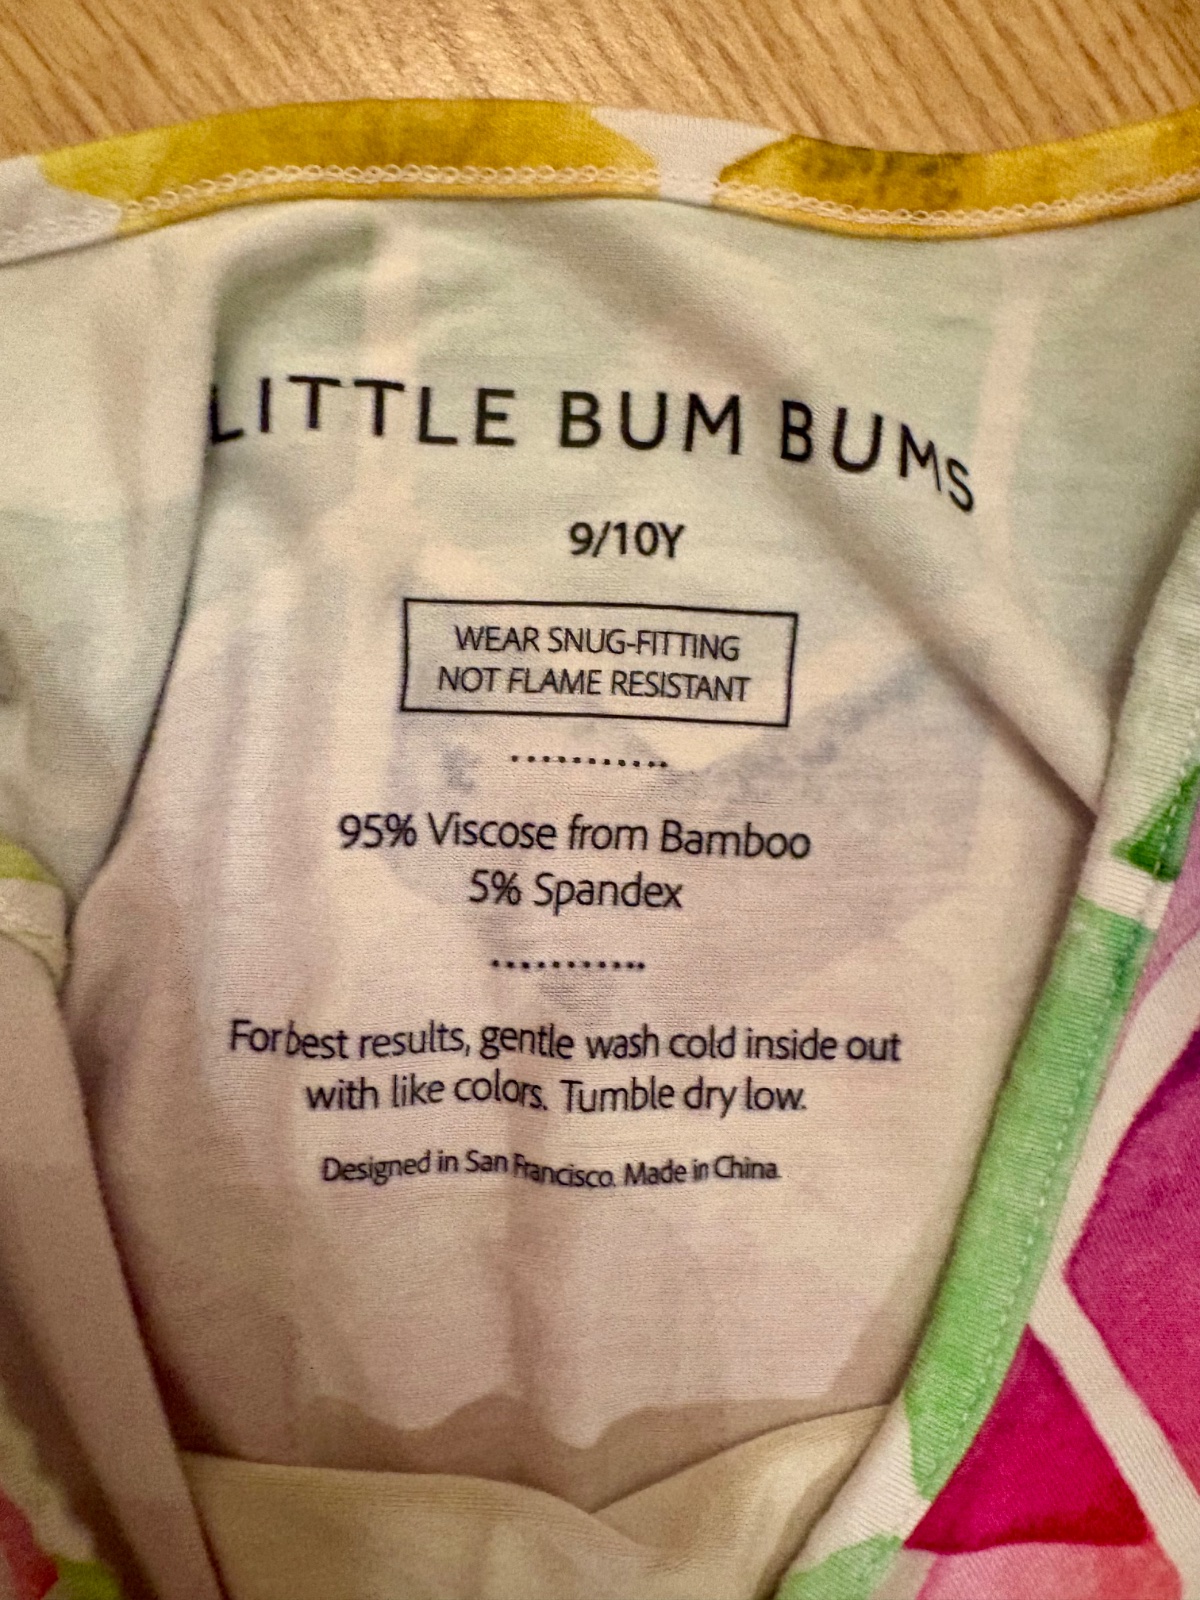 LITTLE BUM BUMS
9/10Y
WEAR SNUG-FITTING
NOT FLAME RESISTANT
95% Viscose from Bamboo
5% Spandex
For best results, gentle wash cold inside out
with like colors. Tumble dry low.
Designed in San Francisco. Made in China.